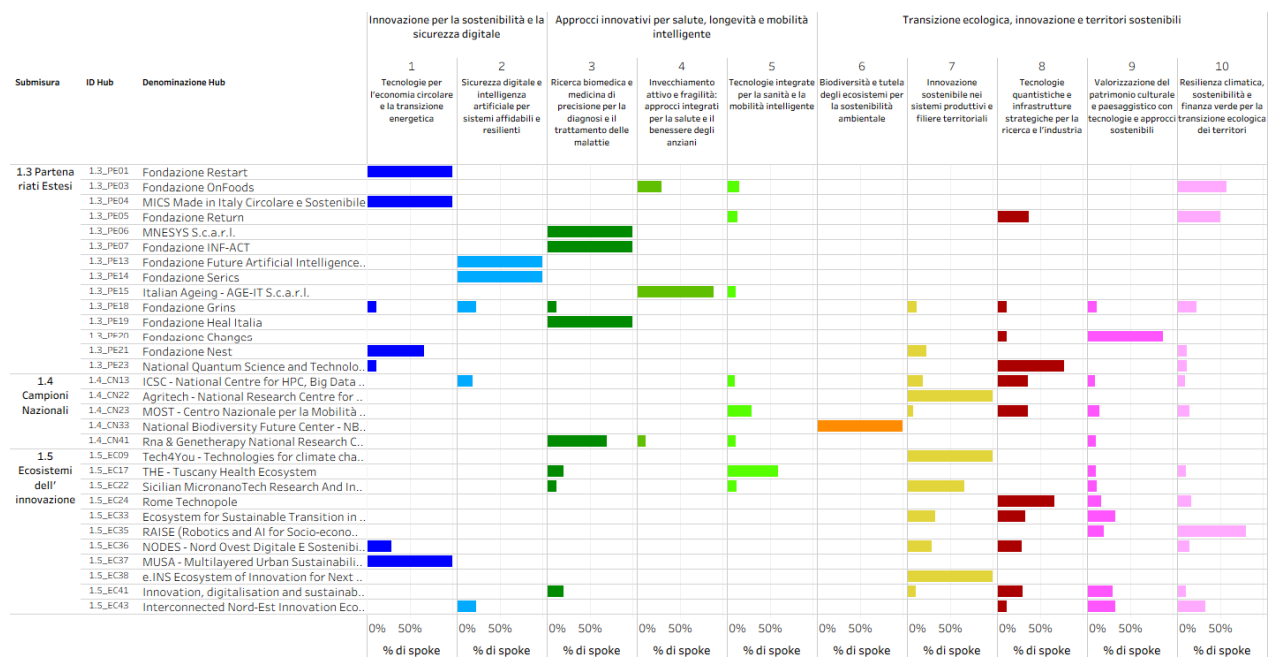 Innovazione per la sostenibilità e la
sicurezza digitale
Approcci innovativi per salute, longevità e mobilità
intelligente
Transizione ecologica, innovazione e territori sostenibili
Submisura
ID Hub
Denominazione Hub
1
Tecnologie per
l'economia circolare
e la transizione
energetica
2
Sicurezza digitale e
intelligenza
artificiale per
sistemi affidabili e
resilienti
3
Ricerca biomedica e
medicina di
precisione per la
diagnosi e il
trattamento delle
malattie
4
Invecchiamento
attivo e fragilità:
approcci integrati
per la salute e il
benessere degli
anziani
5
Tecnologie integrate
per la sanità e la
mobilità intelligente
6
Biodiversità e tutela
degli ecosistemi per
la sostenibilità
ambientale
7
Innovazione
sostenibile nei
sistemi produttivi e
filiere territoriali
8
Tecnologie
quantistiche e
infrastrutture
strategiche per la
ricerca e l'industria
9
Valorizzazione del
patrimonio culturale
e paesaggistico con
tecnologie e approcci
sostenibili
10
Resilienza climatica,
sostenibilità e
finanza verde per la
transizione ecologica
dei territori
1.3 Partena
riati Estesi
1.3_PE01 Fondazione Restart
1.3_PE03 Fondazione OnFoods
1.3_PE04 MICS Made in Italy Circolare e Sostenibile
1.3_PE05 Fondazione Return
1.3_PE06 MNESYS S.c.a.r.l.
1.3_PE07 Fondazione INF-ACT
1.3_PE13 Fondazione Future Artificial Intelligence..
1.3_PE14 Fondazione Serics
1.3_PE15 Italian Ageing - AGE-IT S.c.a.r.l.
1.3_PE18 Fondazione Grins
1.3_PE19 Fondazione Heal Italia
1.3_PE20 Fondazione Changes
1.3_PE21 Fondazione Nest
1.3_PE23 National Quantum Science and Technolo..
1.4
Campioni
Nazionali
1.4_CN13 ICSC - National Centre for HPC, Big Data ..
1.4_CN22 Agritech - National Research Centre for ..
1.4_CN23 MOST - Centro Nazionale per la Mobilità ..
1.4_CN33 National Biodiversity Future Center - NB..
1.4_CN41 Rna & Genetherapy National Research C..
1.5
Ecosistemi
dell'
innovazione
1.5_EC09 Tech4You - Technologies for climate cha..
1.5_EC17 THE - Tuscany Health Ecosystem
1.5_EC22 Sicilian MicronanoTech Research And In..
1.5_EC24 Rome Technopole
1.5_EC33 Ecosystem for Sustainable Transition in ..
1.5_EC35 RAISE (Robotics and AI for Socio-econo..
1.5_EC36 NODES - Nord Ovest Digitale E Sostenibi..
1.5_EC37 MUSA - Multilayered Urban Sustainabili..
1.5_EC38 e.INS Ecosystem of Innovation for Next ..
1.5_EC41 Innovation, digitalisation and sustainab..
1.5_EC43 Interconnected Nord-Est Innovation Eco..
0% 50% 0% 50% 0% 50% 0% 50% 0% 50% 0% 50% 0% 50% 0% 50% 0% 50% 0% 50%
% di spoke % di spoke % di spoke % di spoke % di spoke % di spoke % di spoke % di spoke % di spoke % di spoke